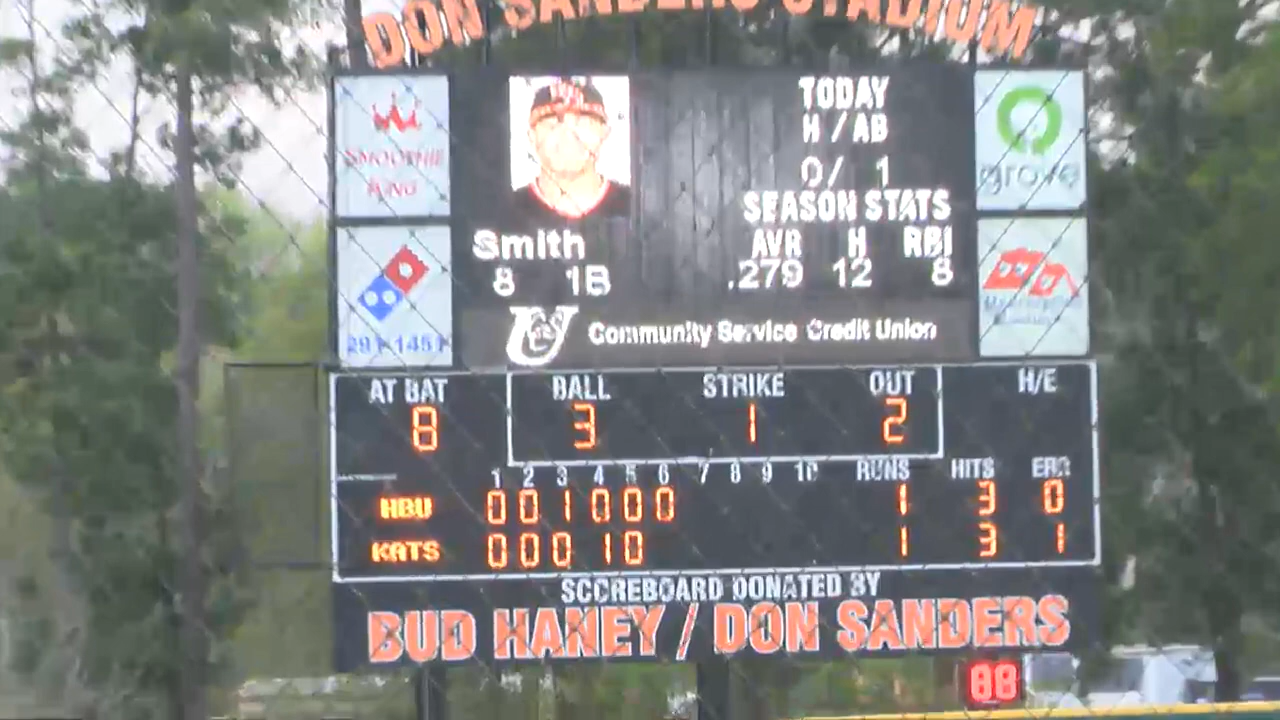 DON SANDERS STADIUM
SMOOTHIE
KING
291-1451
grove
TODAY
H / AB
0 / 1
SEASON STATS
AVR H RBI
.279 12 8
Smith
8 1B
Community Service Credit Union
AT BAT BALL STRIKE OUT H/E
8 3 1 2
1 2 3 4 5 6 7 8 9 10 RUNS HITS ERR
HBU 0 0 1 0 0 0 1 3 0
KATS 0 0 0 1 0 1 3 1
SCOREBOARD DONATED BY
BUD HANEY / DON SANDERS
88